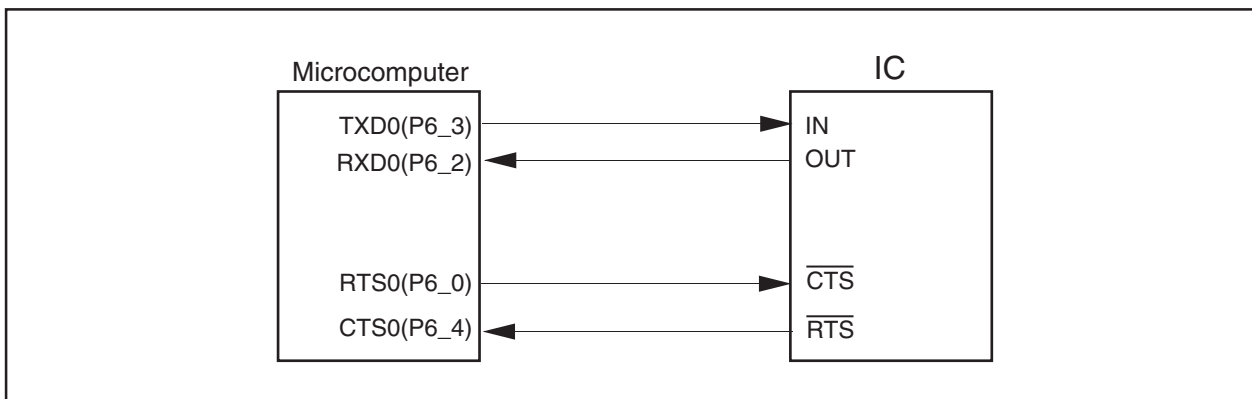 Microcomputer
IC
TXD0(P6_3)
IN
RXD0(P6_2)
OUT
RTS0(P6_0)
CTS
CTS0(P6_4)
RTS